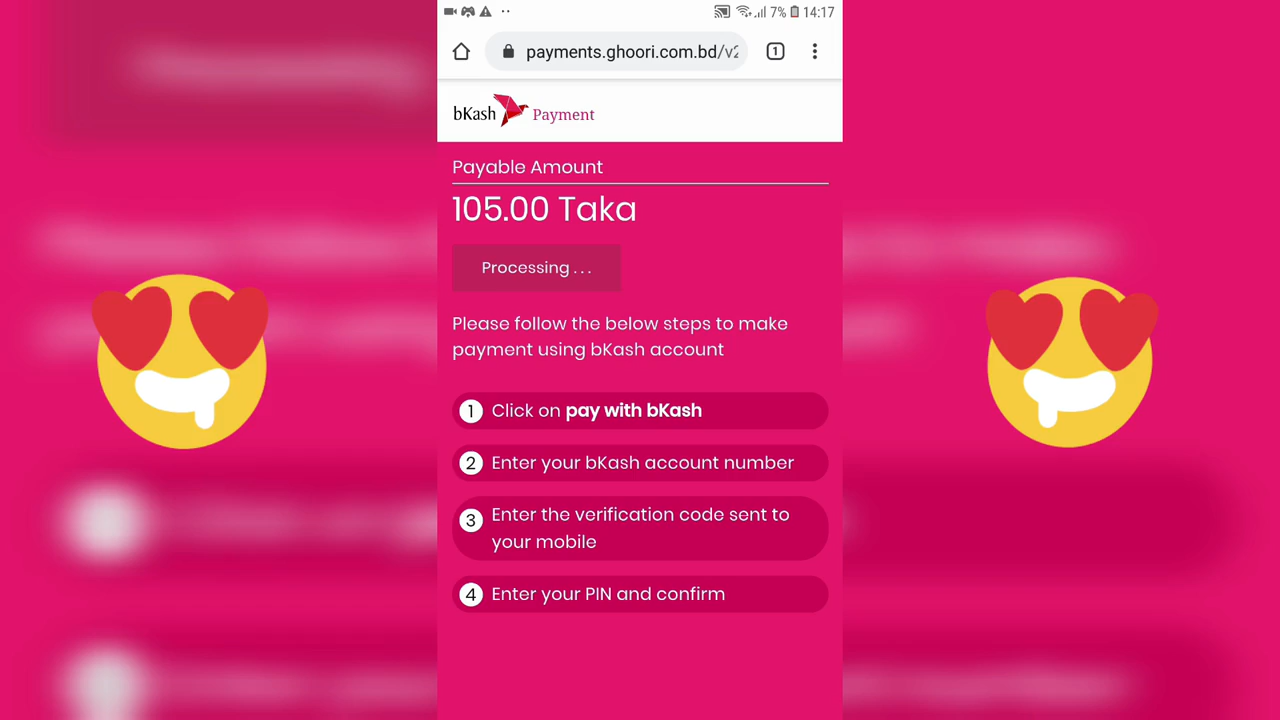 7% 14:17
payments.ghoori.com.bd/v2
1
bKash Payment
Payable Amount
105.00 Taka
Processing . . .
Please follow the below steps to make
payment using bKash account
1 Click on pay with bKash
2 Enter your bKash account number
3 Enter the verification code sent to
your mobile
4 Enter your PIN and confirm